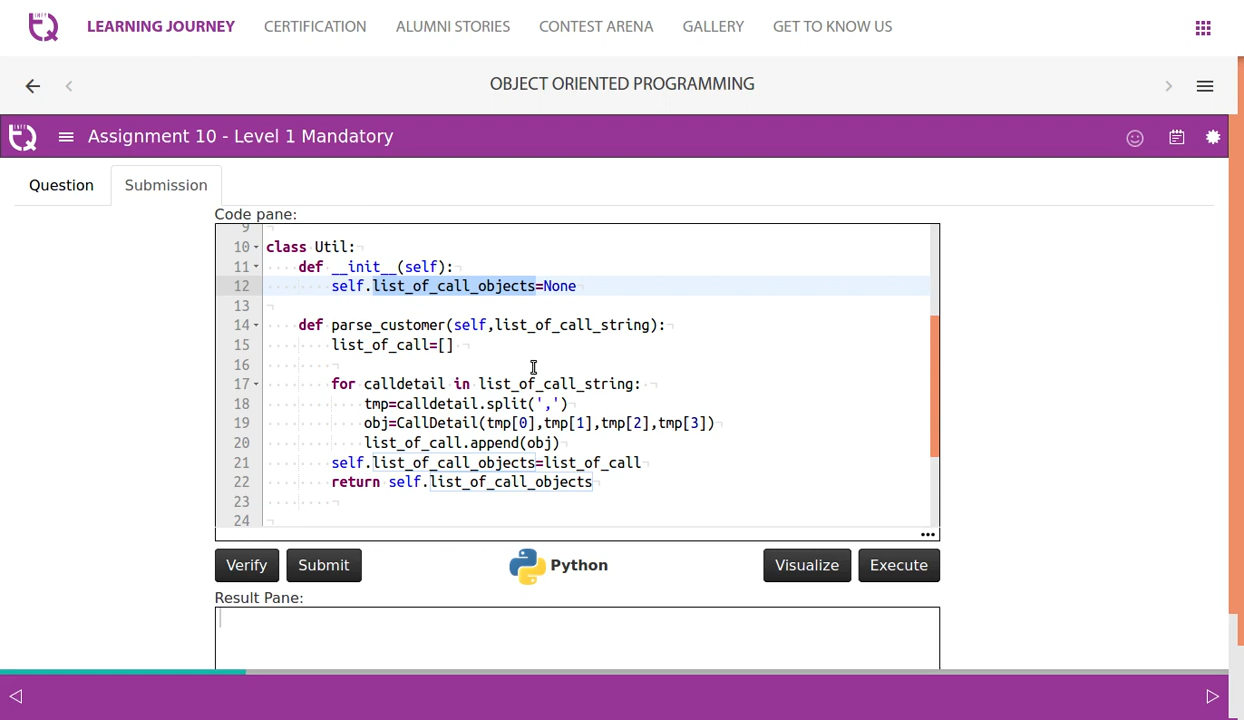 LEARNING JOURNEY CERTIFICATION ALUMNI STORIES CONTEST ARENA GALLERY GET TO KNOW US
OBJECT ORIENTED PROGRAMMING
Assignment 10 - Level 1 Mandatory
Question Submission
Code pane:
9
10 class Util:
11 def __init__(self):
12 self.list_of_call_objects=None
13
14 def parse_customer(self,list_of_call_string):
15 list_of_call=[]
16
17 for calldetail in list_of_call_string:
18 tmp=calldetail.split(',')
19 obj=CallDetail(tmp[0],tmp[1],tmp[2],tmp[3])
20 list_of_call.append(obj)
21 self.list_of_call_objects=list_of_call
22 return self.list_of_call_objects
23
24
Verify Submit Python Visualize Execute
Result Pane: